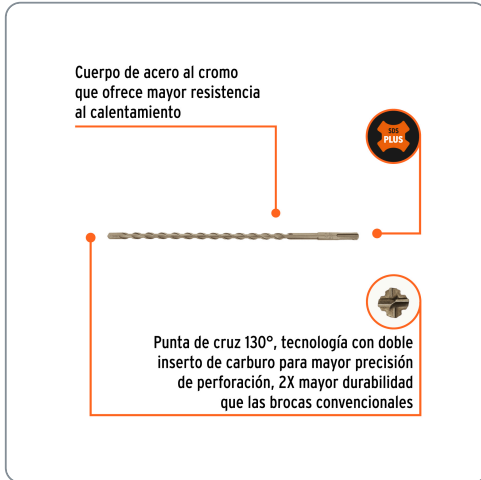 Cuerpo de acero al cromo
que ofrece mayor resistencia
al calentamiento
SDS
PLUS
Punta de cruz 130°, tecnología con doble
inserto de carburo para mayor precisión
de perforación, 2X mayor durabilidad
que las brocas convencionales